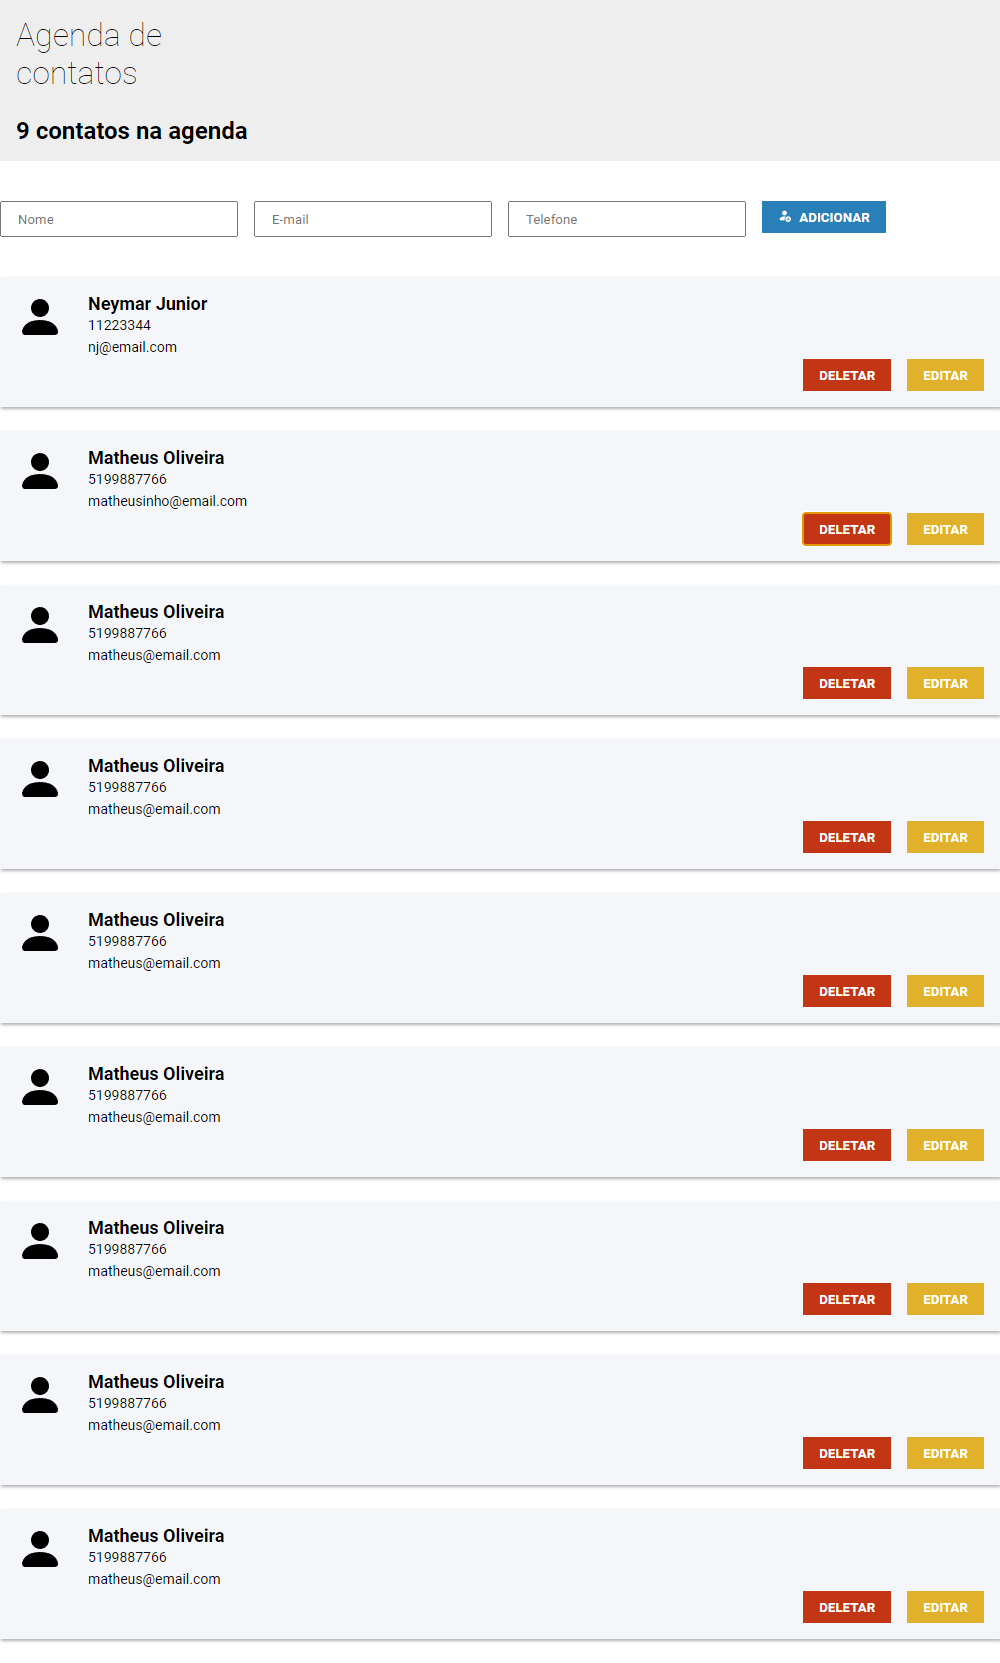 Agenda de
contatos
9 contatos na agenda
Nome E-mail Telefone ADICIONAR
Neymar Junior
11223344
nj@email.com
DELETAR EDITAR
Matheus Oliveira
5199887766
matheusinho@email.com
DELETAR EDITAR
Matheus Oliveira
5199887766
matheus@email.com
DELETAR EDITAR
Matheus Oliveira
5199887766
matheus@email.com
DELETAR EDITAR
Matheus Oliveira
5199887766
matheus@email.com
DELETAR EDITAR
Matheus Oliveira
5199887766
matheus@email.com
DELETAR EDITAR
Matheus Oliveira
5199887766
matheus@email.com
DELETAR EDITAR
Matheus Oliveira
5199887766
matheus@email.com
DELETAR EDITAR
Matheus Oliveira
5199887766
matheus@email.com
DELETAR EDITAR